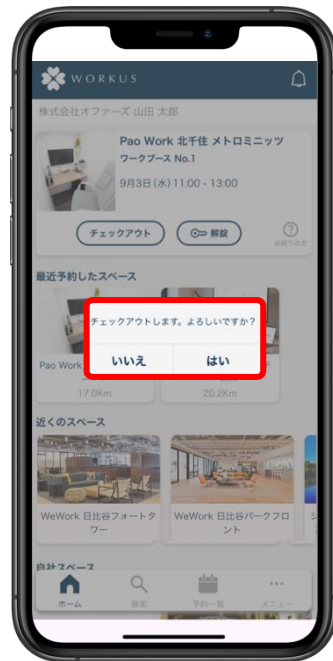 WORKUS
株式会社オファーズ 山田 太郎
Pao Work 北千住 メトロミニッツ
ワークブース No.1
9月3日(水)11:00 - 13:00
チェックアウト
解錠
お困りの方
最近予約したスペース
チェックアウトします。よろしいですか？
いいえ
はい
Pao Work
17.0Km
20.2Km
近くのスペース
WeWork 日比谷フォートタ
ワー
WeWork 日比谷パークフロ
ント
自社スペース
ホーム
検索
予約一覧
メニュー